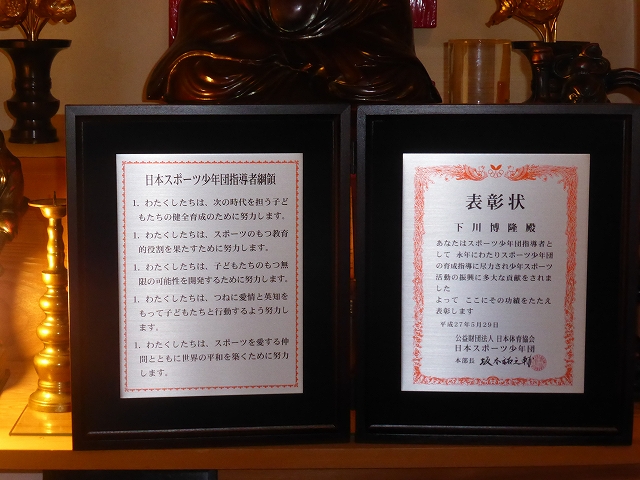 日本スポーツ少年団指導者綱領
1. わたくしたちは、次の時代を担う子ど
もたちの健全育成のために努力します。
1. わたくしたちは、スポーツのもつ教育
的役割を果たすために努力します。
1. わたくしたちは、子どもたちのもつ無
限の可能性を開発するために努力します。
1. わたくしたちは、つねに愛情と英知を
もって子どもたちと行動するよう努力し
ます。
1. わたくしたちは、スポーツを愛する仲
間とともに世界の平和を築くために努力
します。
表彰状
下川博隆殿
あなたはスポーツ少年団指導者と
して 永年にわたりスポーツ少年団
の育成指導に尽力され少年スポーツ
活動の振興に多大な貢献をされま
した
よって ここにその功績をたたえ
表彰します
平成27年5月29日
公益財団法人 日本体育協会
日本スポーツ少年団
本部長 坂本祐之輔